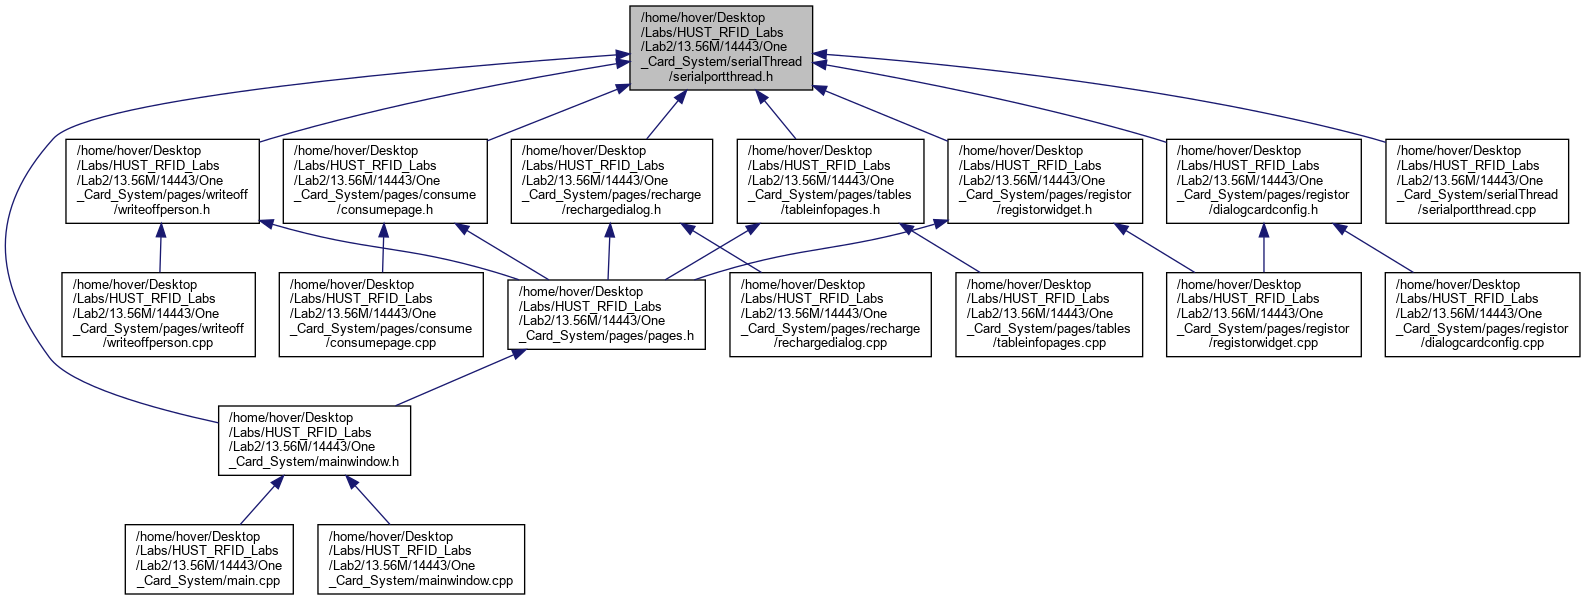 /home/hover/Desktop
/Labs/HUST_RFID_Labs
/Lab2/13.56M/14443/One
_Card_System/serialThread
/serialportthread.h
/home/hover/Desktop
/Labs/HUST_RFID_Labs
/Lab2/13.56M/14443/One
_Card_System/pages/writeoff
/writeoffperson.h
/home/hover/Desktop
/Labs/HUST_RFID_Labs
/Lab2/13.56M/14443/One
_Card_System/pages/consume
/consumepage.h
/home/hover/Desktop
/Labs/HUST_RFID_Labs
/Lab2/13.56M/14443/One
_Card_System/pages/recharge
/rechargedialog.h
/home/hover/Desktop
/Labs/HUST_RFID_Labs
/Lab2/13.56M/14443/One
_Card_System/pages/tables
/tableinfopages.h
/home/hover/Desktop
/Labs/HUST_RFID_Labs
/Lab2/13.56M/14443/One
_Card_System/pages/registor
/registorwidget.h
/home/hover/Desktop
/Labs/HUST_RFID_Labs
/Lab2/13.56M/14443/One
_Card_System/pages/registor
/dialogcardconfig.h
/home/hover/Desktop
/Labs/HUST_RFID_Labs
/Lab2/13.56M/14443/One
_Card_System/serialThread
/serialportthread.cpp
/home/hover/Desktop
/Labs/HUST_RFID_Labs
/Lab2/13.56M/14443/One
_Card_System/pages/writeoff
/writeoffperson.cpp
/home/hover/Desktop
/Labs/HUST_RFID_Labs
/Lab2/13.56M/14443/One
_Card_System/pages/consume
/consumepage.cpp
/home/hover/Desktop
/Labs/HUST_RFID_Labs
/Lab2/13.56M/14443/One
_Card_System/pages/pages.h
/home/hover/Desktop
/Labs/HUST_RFID_Labs
/Lab2/13.56M/14443/One
_Card_System/pages/recharge
/rechargedialog.cpp
/home/hover/Desktop
/Labs/HUST_RFID_Labs
/Lab2/13.56M/14443/One
_Card_System/pages/tables
/tableinfopages.cpp
/home/hover/Desktop
/Labs/HUST_RFID_Labs
/Lab2/13.56M/14443/One
_Card_System/pages/registor
/registorwidget.cpp
/home/hover/Desktop
/Labs/HUST_RFID_Labs
/Lab2/13.56M/14443/One
_Card_System/pages/registor
/dialogcardconfig.cpp
/home/hover/Desktop
/Labs/HUST_RFID_Labs
/Lab2/13.56M/14443/One
_Card_System/mainwindow.h
/home/hover/Desktop
/Labs/HUST_RFID_Labs
/Lab2/13.56M/14443/One
_Card_System/main.cpp
/home/hover/Desktop
/Labs/HUST_RFID_Labs
/Lab2/13.56M/14443/One
_Card_System/mainwindow.cpp